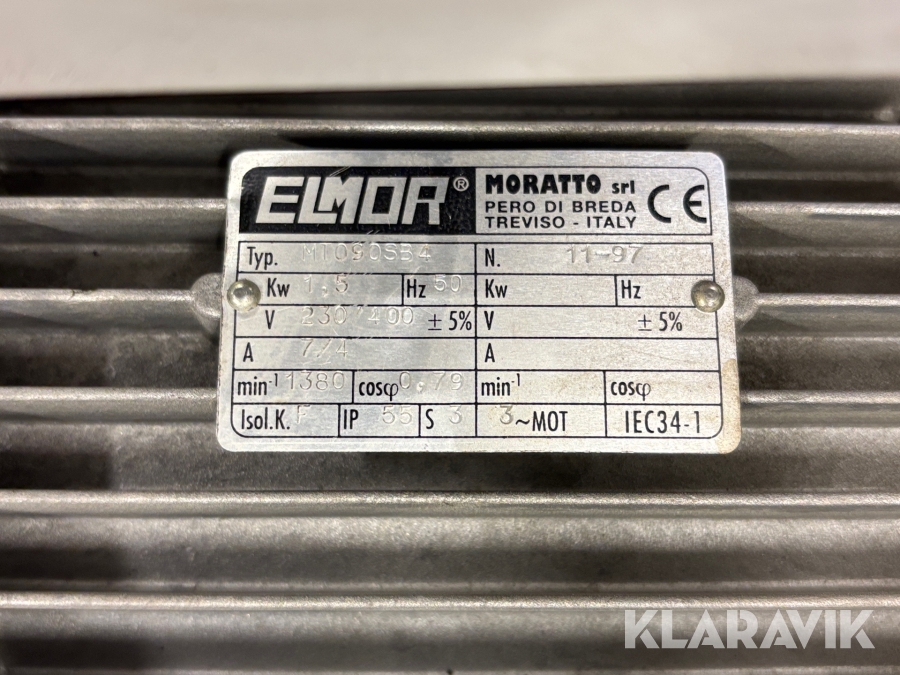 ELMOR® MORATTO srl CE
PERO DI BREDA
TREVISO - ITALY
Typ. MT090SB4 N. 11-97
Kw 1.5 Hz 50 Kw Hz
V 230/400 ± 5% V ± 5%
A 7/4 A
min-1 1380 cosφ 0,79 min-1 cosφ
Isol.K. F IP 55 S 3 3~MOT IEC34-1
KLARAVIK